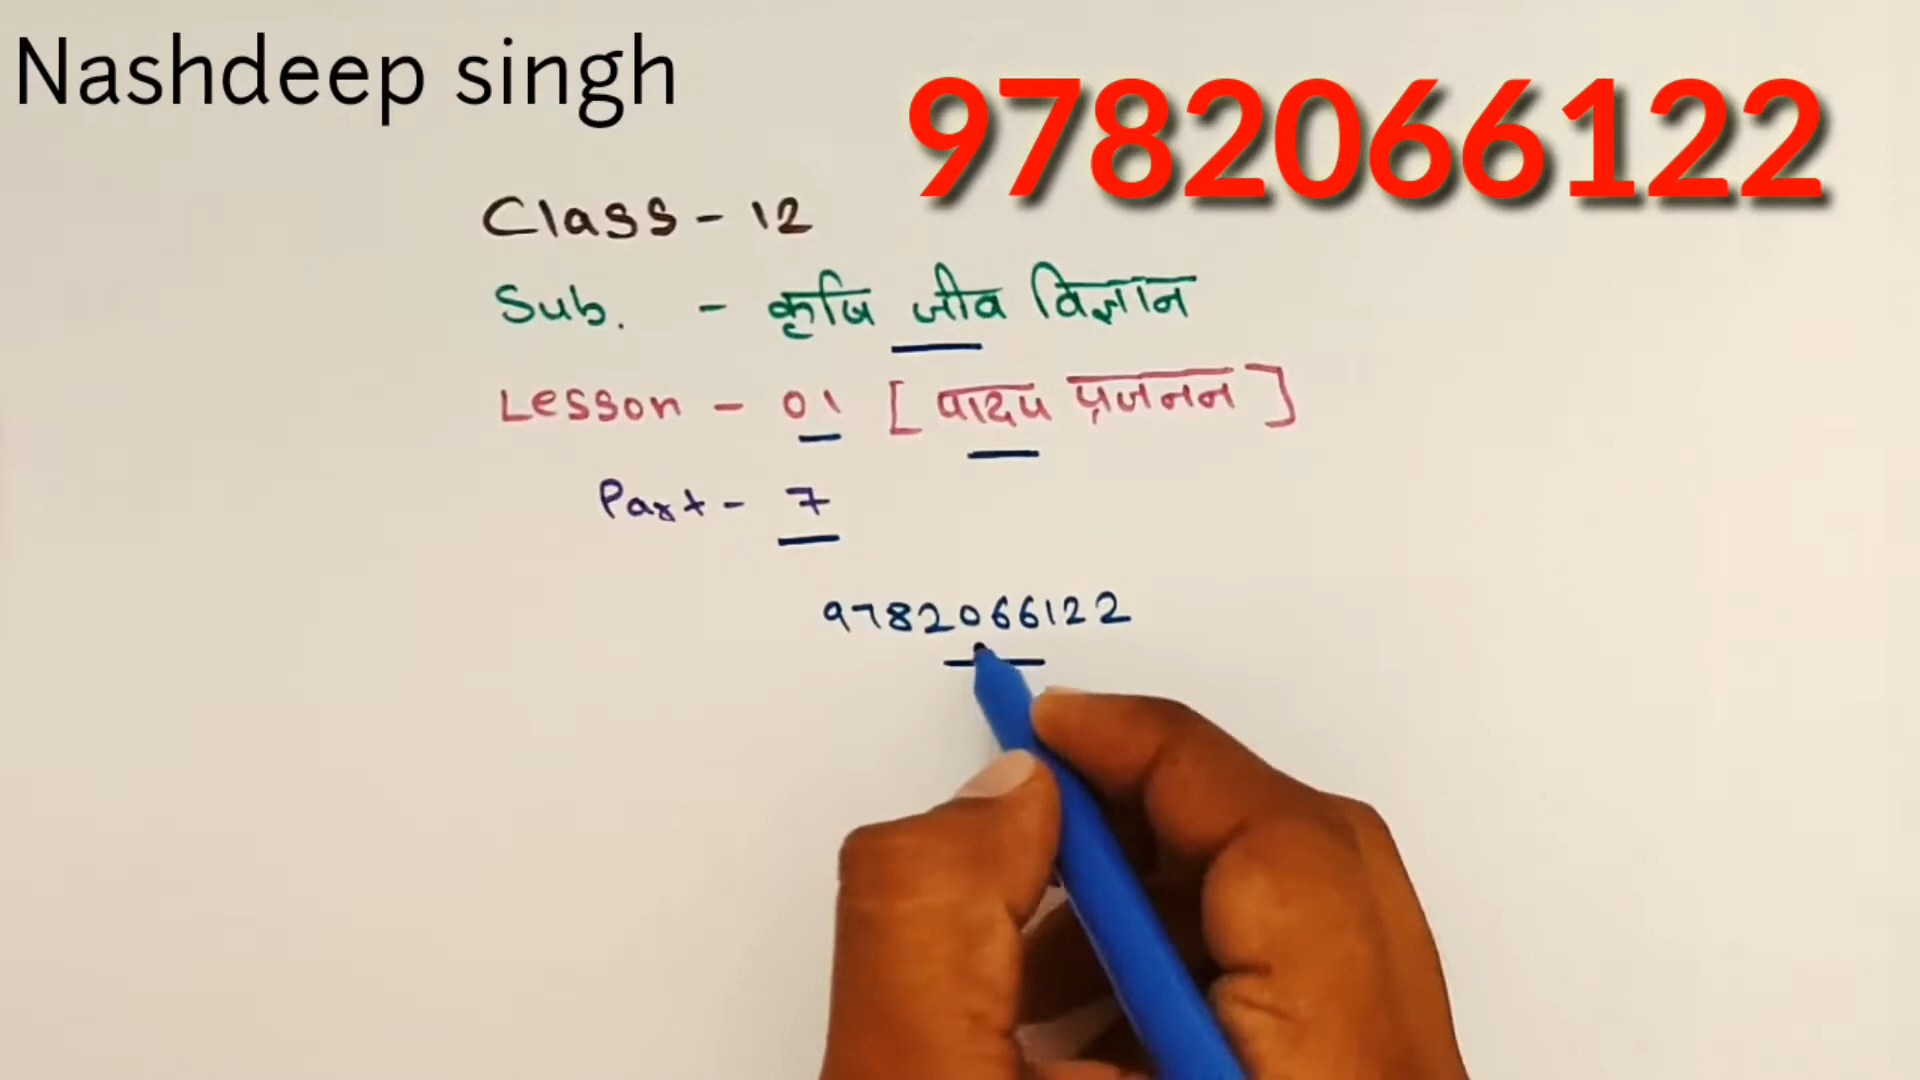 Nashdeep singh
9782066122
Class - 12
Sub. - कृषि जीव विज्ञान
Lesson - 01 [पादप प्रजनन]
Part - 7
9782066122